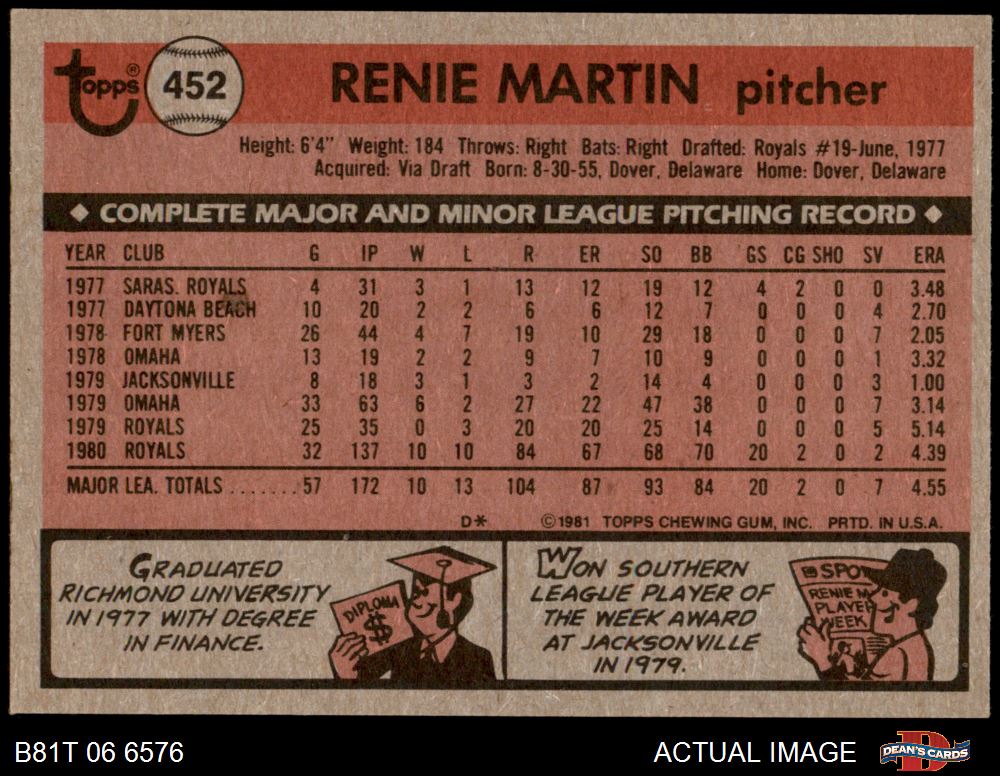 Topps® 452 RENIE MARTIN pitcher
Height: 6'4" Weight: 184 Throws: Right Bats: Right Drafted: Royals #19-June, 1977
Acquired: Via Draft Born: 8-30-55, Dover, Delaware Home: Dover, Delaware
◆ COMPLETE MAJOR AND MINOR LEAGUE PITCHING RECORD ◆
YEAR CLUB G IP W L R ER SO BB GS CG SHO SV ERA
1977 SARAS. ROYALS 4 31 3 1 13 12 19 12 4 2 0 0 3.48
1977 DAYTONA BEACH 10 20 2 2 6 6 12 7 0 0 0 4 2.70
1978 FORT MYERS 26 44 4 7 19 10 29 18 0 0 0 7 2.05
1978 OMAHA 13 19 2 2 9 7 10 9 0 0 0 1 3.32
1979 JACKSONVILLE 8 18 3 1 3 2 14 4 0 0 0 3 1.00
1979 OMAHA 33 63 6 2 27 22 47 38 0 0 0 7 3.14
1979 ROYALS 25 35 0 3 20 20 25 14 0 0 0 5 5.14
1980 ROYALS 32 137 10 10 84 67 68 70 20 2 0 2 4.39
MAJOR LEA. TOTALS ....... 57 172 10 13 104 87 93 84 20 2 0 7 4.55
D* ©1981 TOPPS CHEWING GUM, INC. PRTD. IN U.S.A.
GRADUATED
RICHMOND UNIVERSITY
IN 1977 WITH DEGREE
IN FINANCE.
DIPLOMA
$
WON SOUTHERN
LEAGUE PLAYER OF
THE WEEK AWARD
AT JACKSONVILLE
IN 1979.
SPO
RENIE M
PLAYER
WEEK
B81T 06 6576 ACTUAL IMAGE DEAN'S CARDS